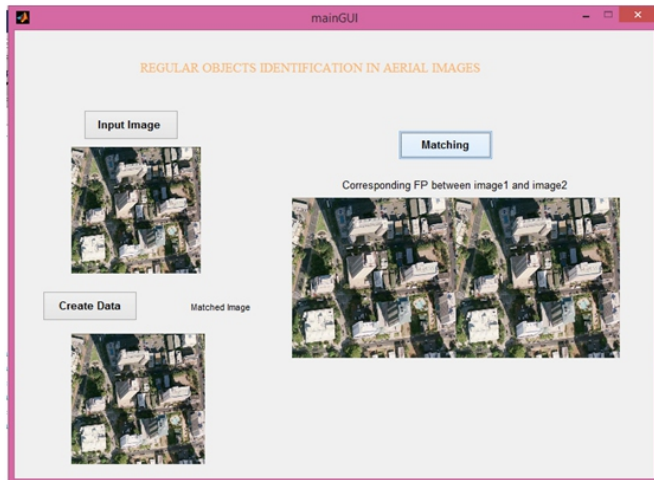 mainGUI
REGULAR OBJECTS IDENTIFICATION IN AERIAL IMAGES
Input Image
Matching
Corresponding FP between image1 and image2
Create Data
Matched Image